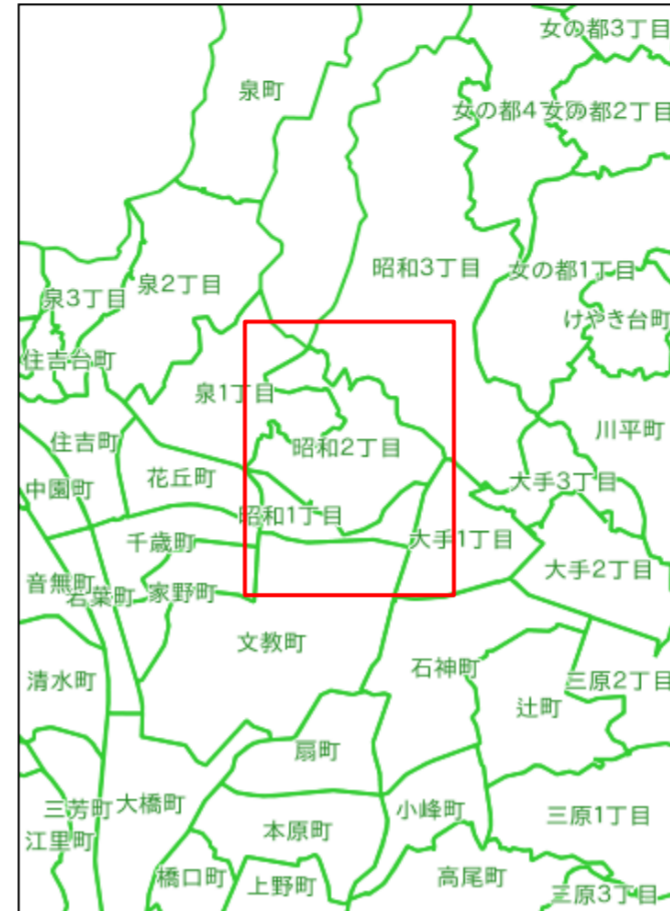 女の都3丁目
泉町
女の都4丁目
女の都2丁目
昭和3丁目
女の都1丁目
泉2丁目
泉3丁目
けやき台町
住吉台町
泉1丁目
川平町
住吉町
昭和2丁目
花丘町
大手3丁目
中園町
昭和1丁目
千歳町
大手1丁目
大手2丁目
音無町
若葉町
家野町
文教町
石神町
清水町
三原2丁目
辻町
扇町
三芳町
大橋町
小峰町
三原1丁目
本原町
江里町
橋口町
上野町
高尾町
三原3丁目